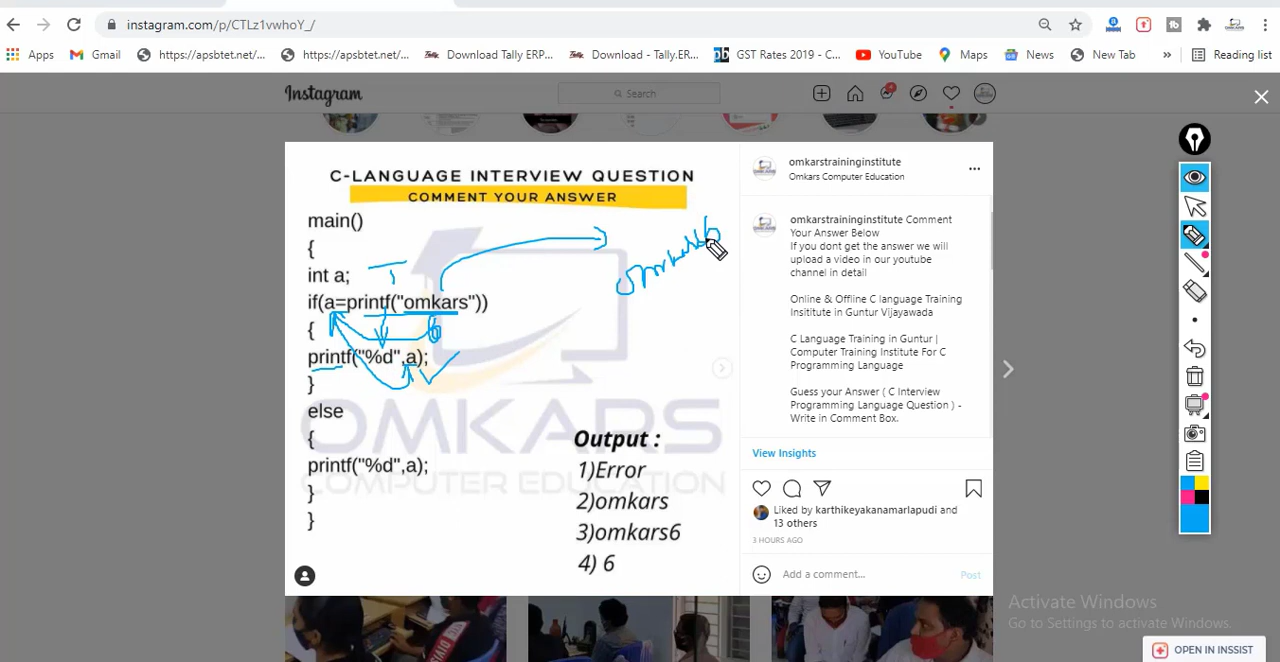 instagram.com/p/CTLz1vwhoY_/
Apps Gmail https://apsbtet.net/... https://apsbtet.net/... Download Tally ERP... Download - Tally.ER... GST Rates 2019 - C... YouTube Maps News New Tab » Reading list
Instagram
Search
C-LANGUAGE INTERVIEW QUESTION
COMMENT YOUR ANSWER
main()
{
int a;
if(a=printf("omkars"))
{
printf("%d",a);
}
else
{
printf("%d",a);
}
}
T
6
omkars6
OMKARS
COMPUTER EDUCATION
Output :
1)Error
2)omkars
3)omkars6
4) 6
omkarstraininginstitute
Omkars Computer Education
omkarstraininginstitute Comment
Your Answer Below
If you dont get the answer we will
upload a video in our youtube
channel in detail
Online & Offline C language Training
Insititute in Guntur Vijayawada
C Language Training in Guntur |
Computer Training Institute For C
Programming Language
Guess your Answer ( C Interview
Programming Language Question ) -
Write in Comment Box.
View Insights
Liked by karthikeyakanamarlapudi and
13 others
3 HOURS AGO
Add a comment...
Post
Activate Windows
Go to Settings to activate Windows.
OPEN IN INSSIST